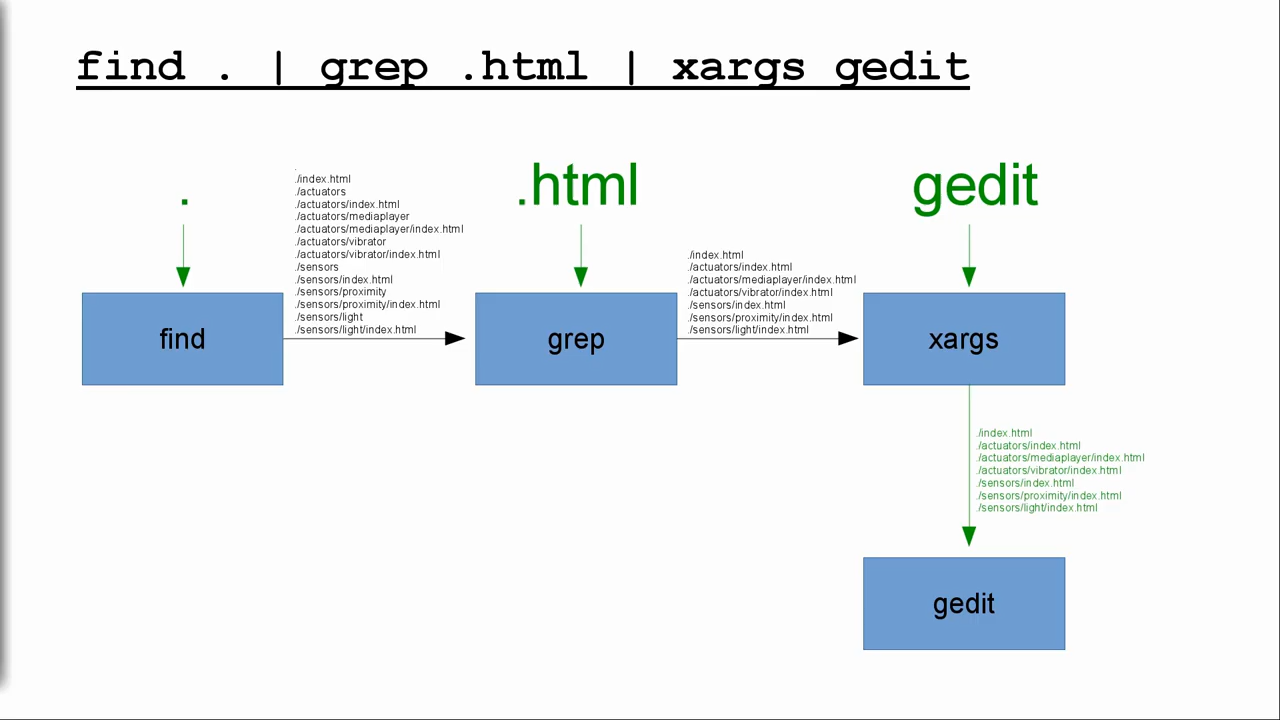 find . | grep .html | xargs gedit
.
.html
gedit
.
./index.html
./actuators
./actuators/index.html
./actuators/mediaplayer
./actuators/mediaplayer/index.html
./actuators/vibrator
./actuators/vibrator/index.html
./sensors
./sensors/index.html
./sensors/proximity
./sensors/proximity/index.html
./sensors/light
./sensors/light/index.html
./index.html
./actuators/index.html
./actuators/mediaplayer/index.html
./actuators/vibrator/index.html
./sensors/index.html
./sensors/proximity/index.html
./sensors/light/index.html
find
grep
xargs
./index.html
./actuators/index.html
./actuators/mediaplayer/index.html
./actuators/vibrator/index.html
./sensors/index.html
./sensors/proximity/index.html
./sensors/light/index.html
gedit